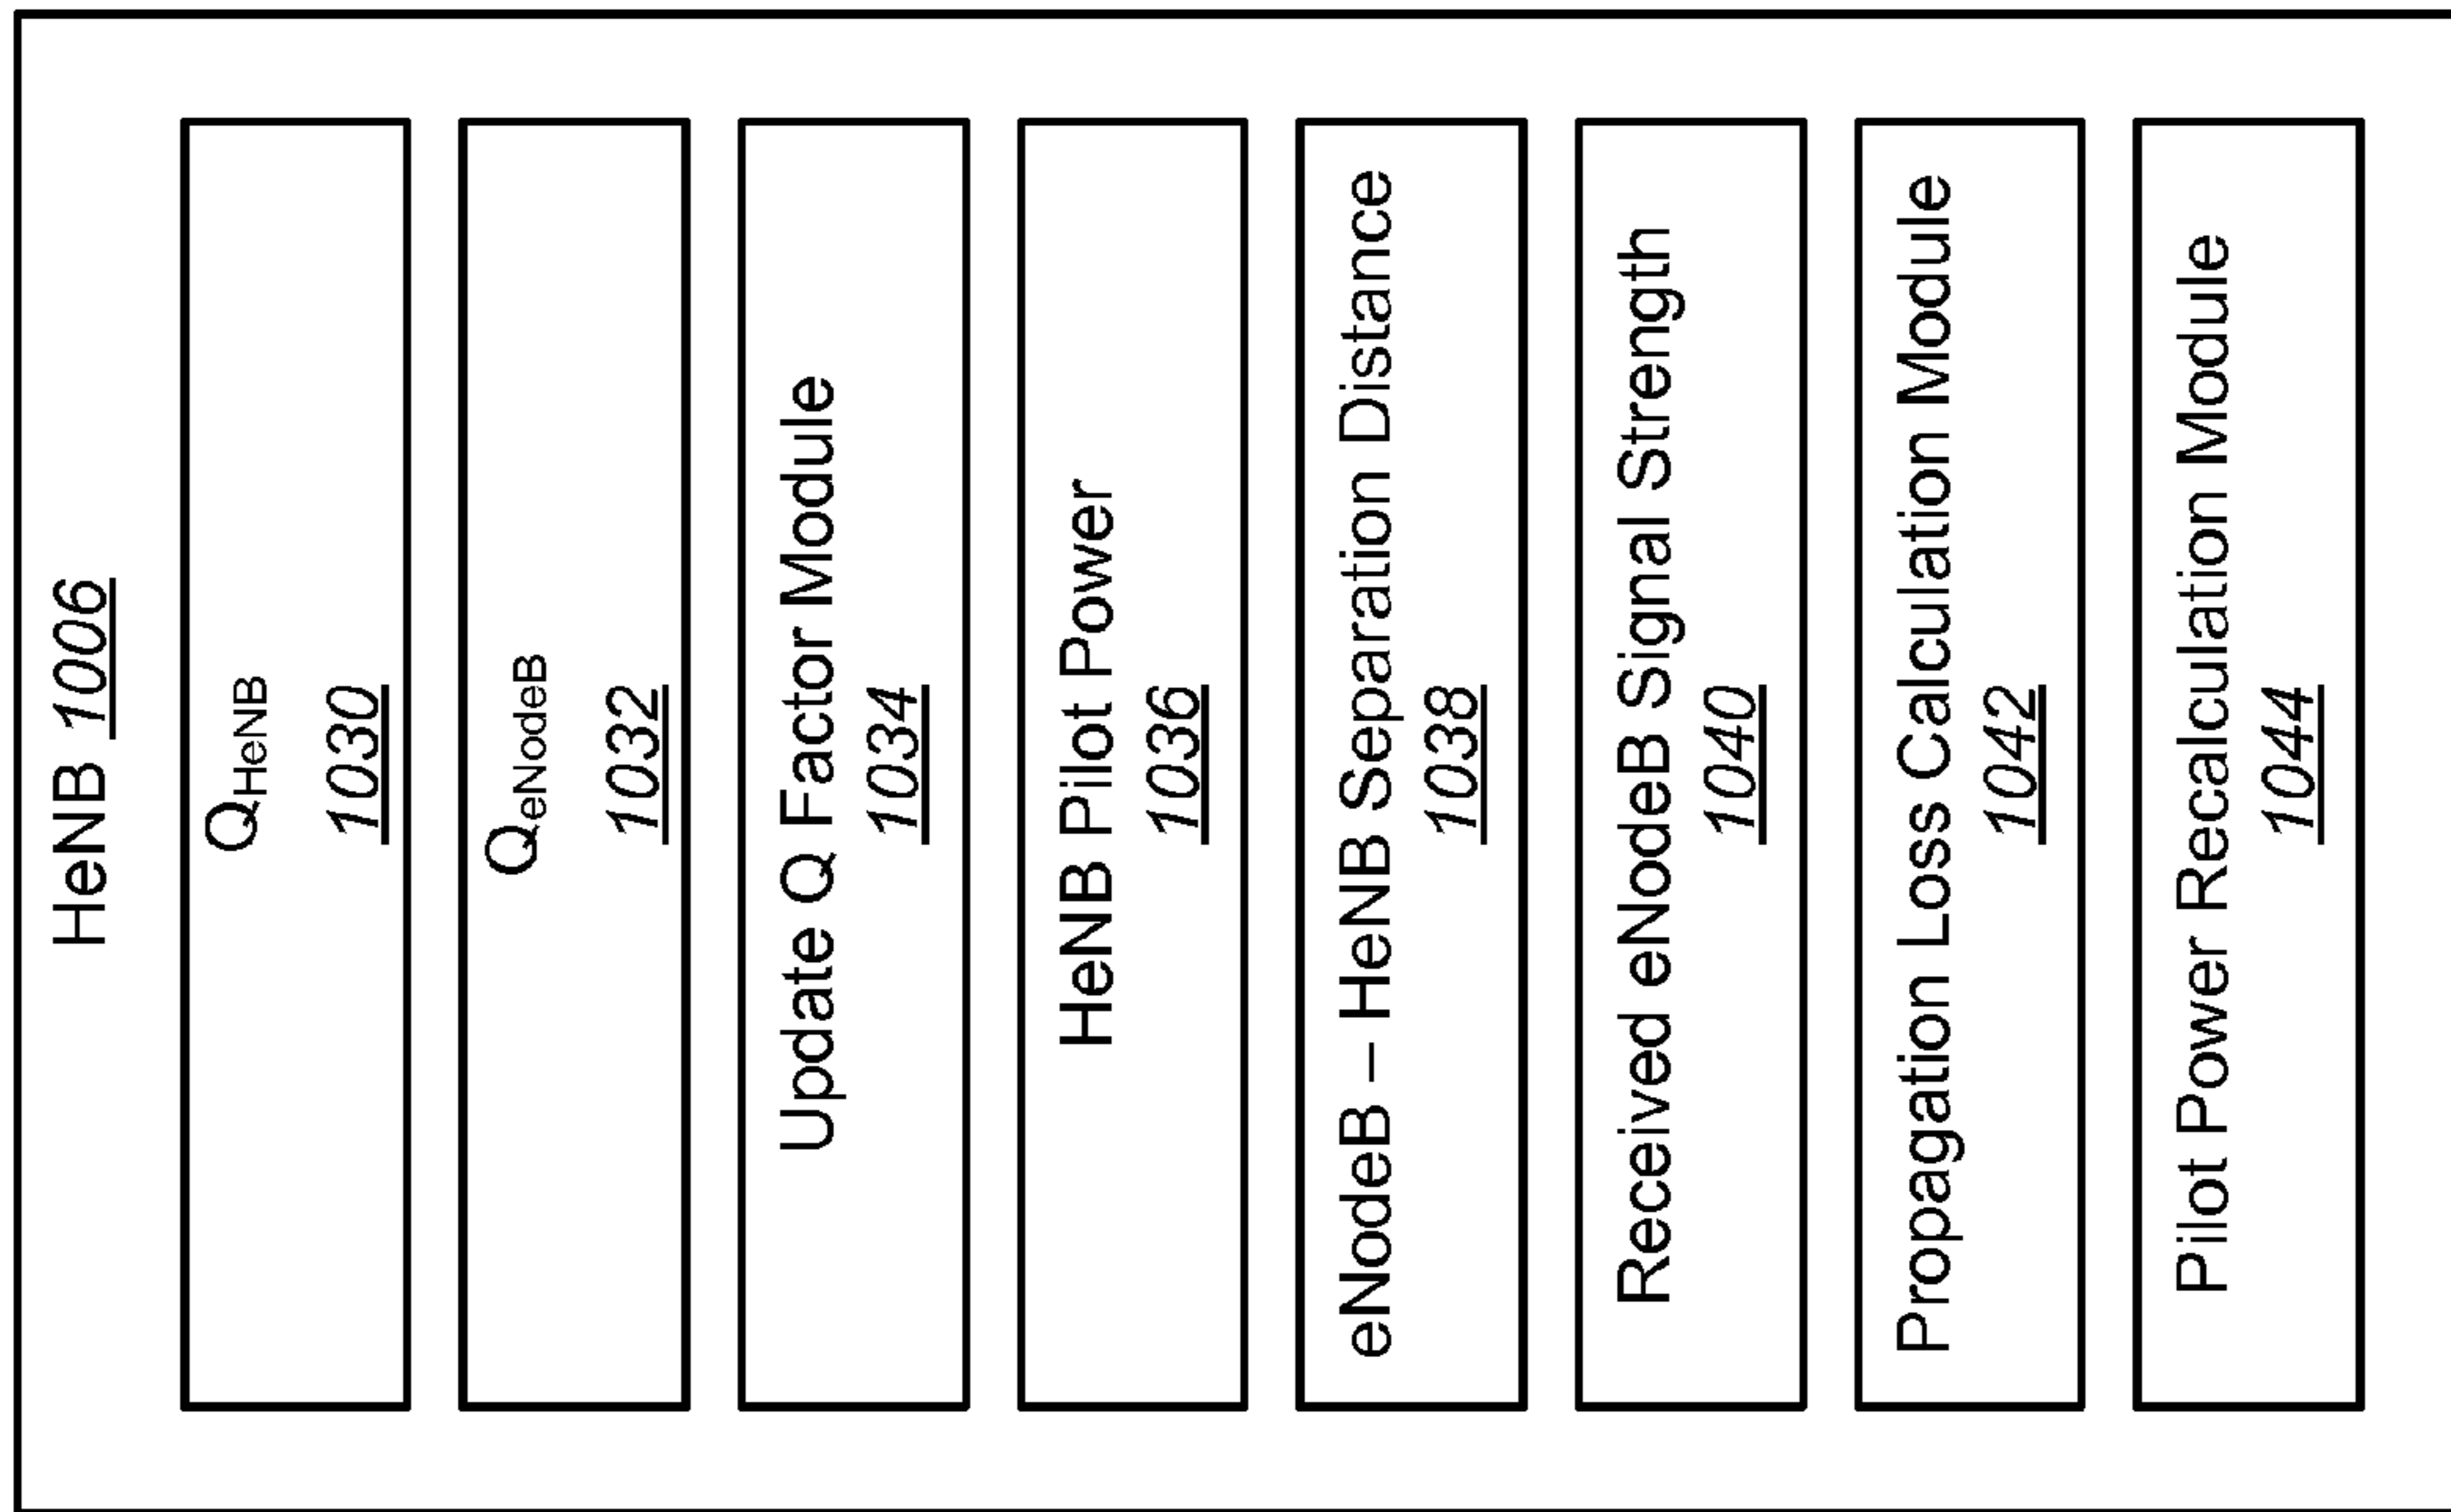 HeNB 1006
QHeNB
1030
QeNodeB
1032
Update Q Factor Module
1034
HeNB Pilot Power
1036
eNodeB – HeNB Separation Distance
1038
Received eNodeB Signal Strength
1040
Propagation Loss Calculation Module
1042
Pilot Power Recalculation Module
1044